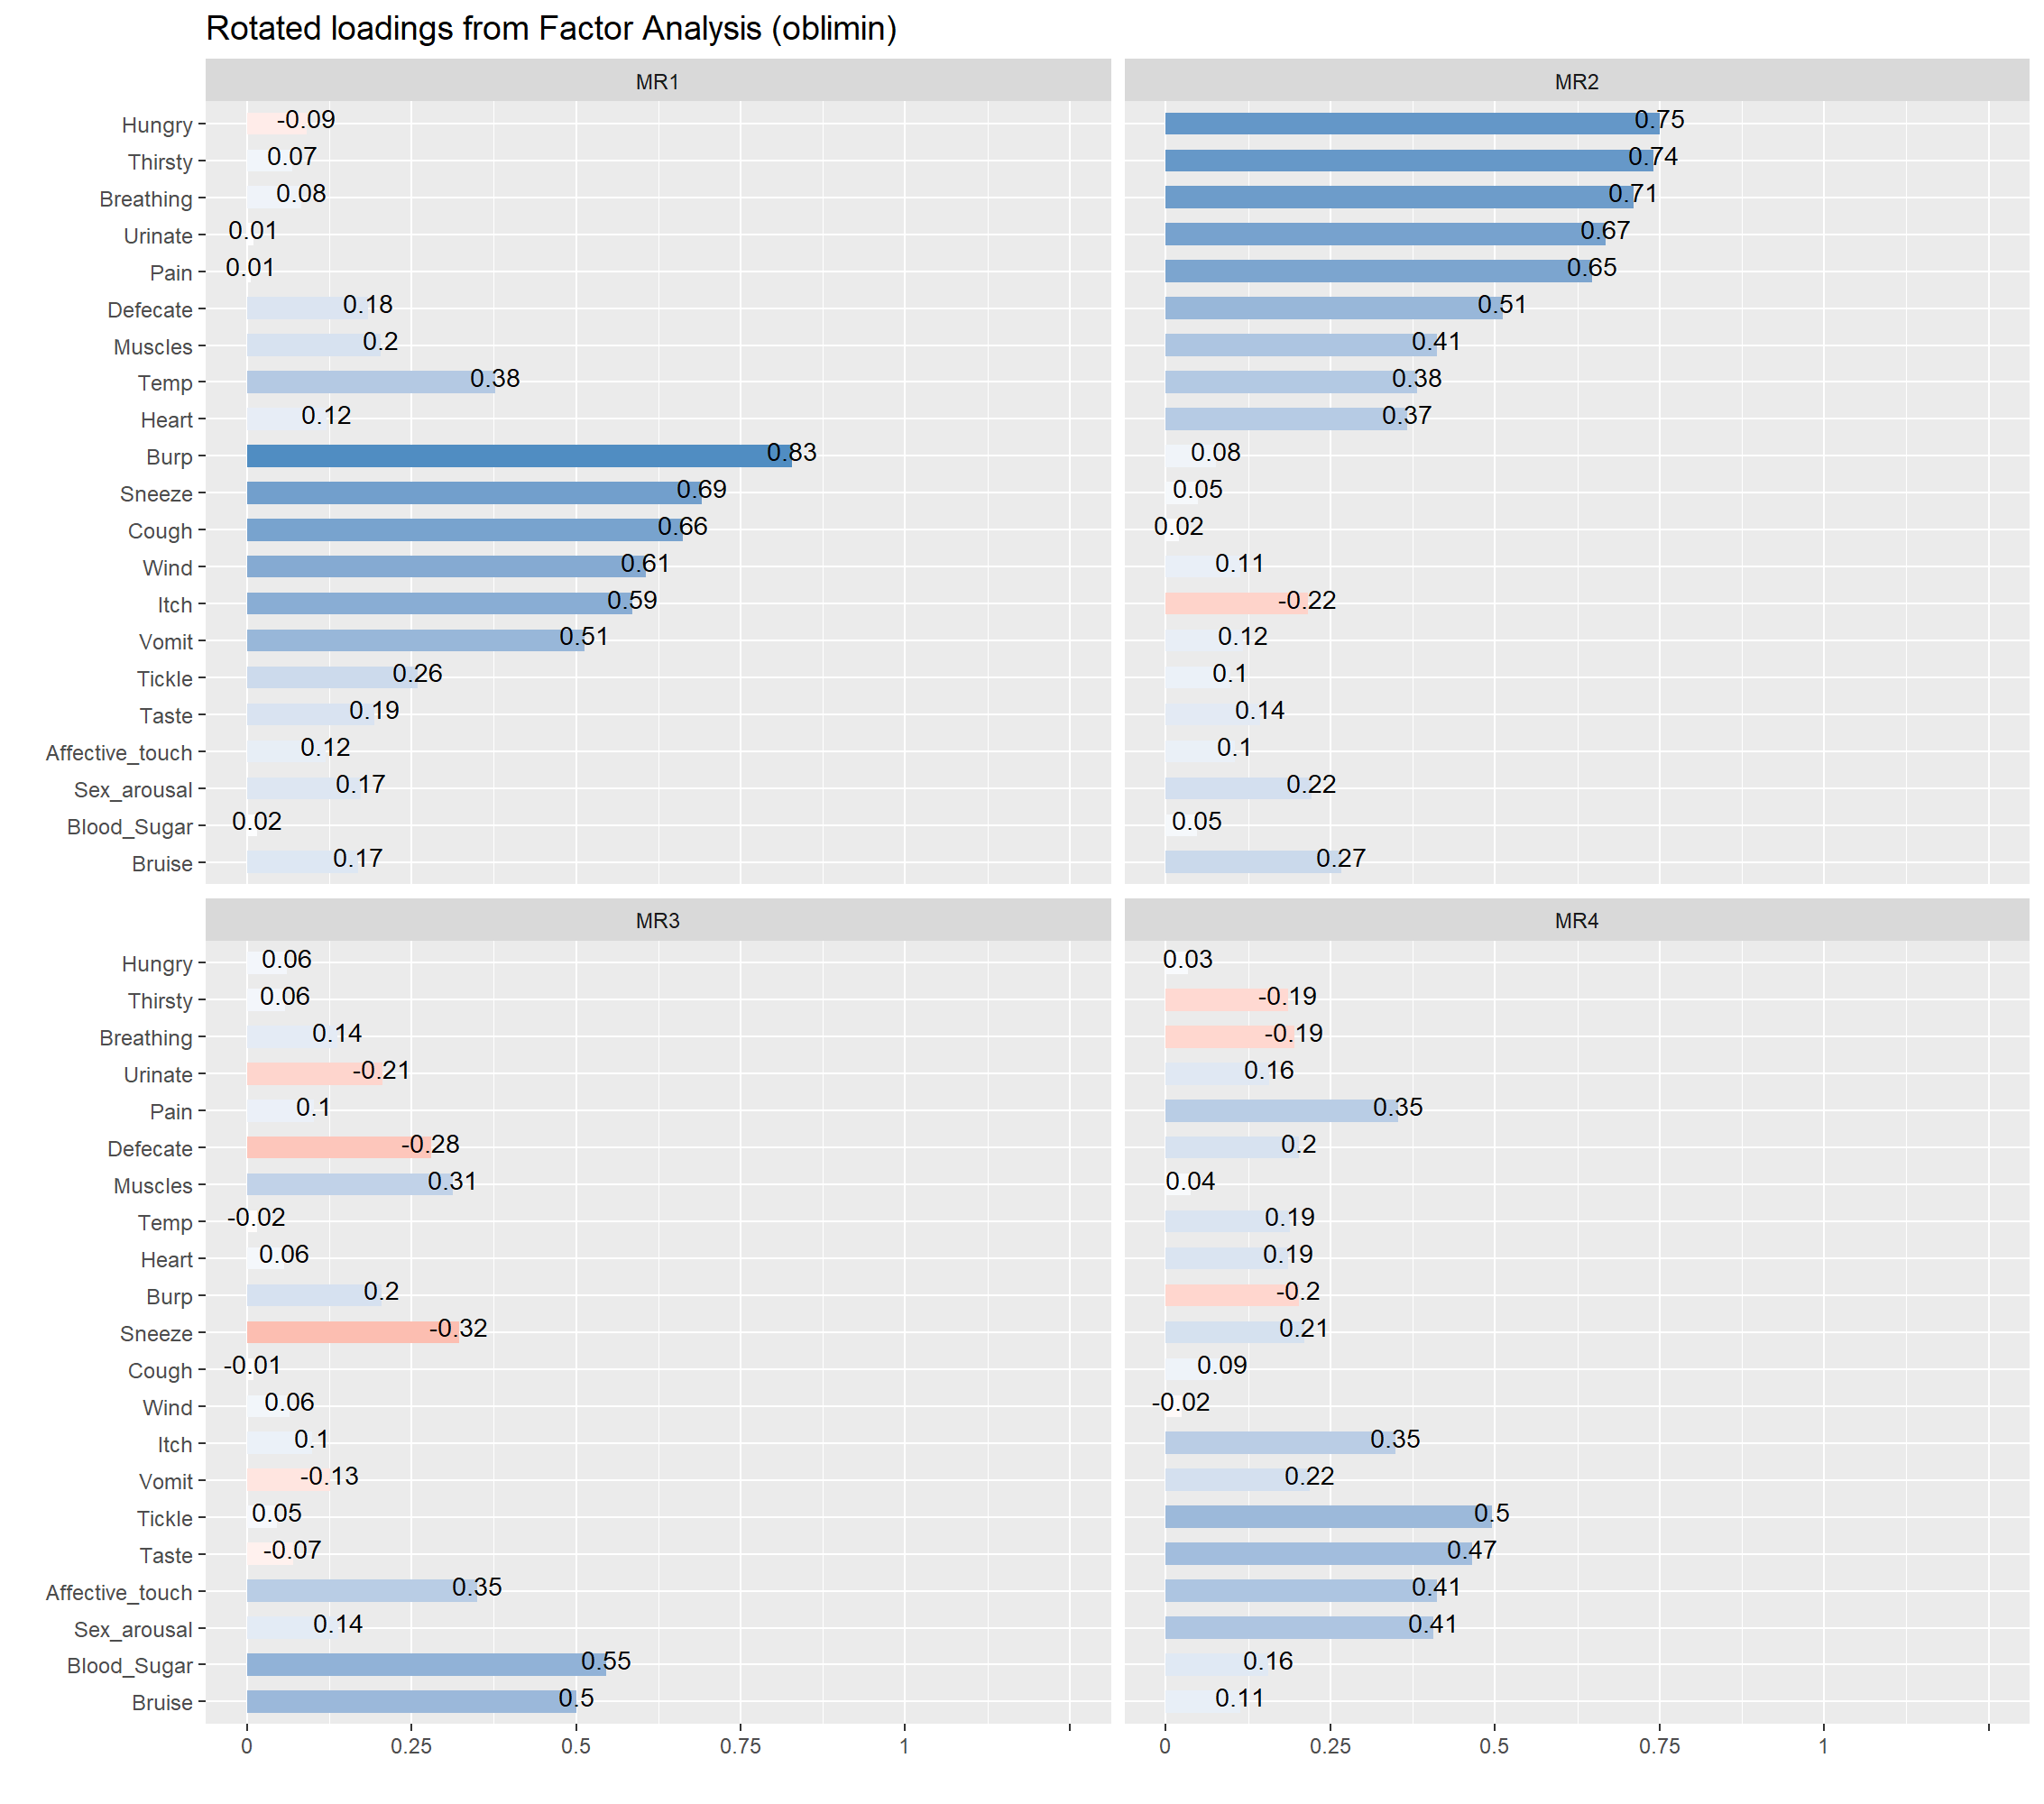 Rotated loadings from Factor Analysis (oblimin)
MR1 MR2
Hungry -0.09 0.75
Thirsty 0.07 0.74
Breathing 0.08 0.71
Urinate 0.01 0.67
Pain 0.01 0.65
Defecate 0.18 0.51
Muscles 0.2 0.41
Temp 0.38 0.38
Heart 0.12 0.37
Burp 0.83 0.08
Sneeze 0.69 0.05
Cough 0.66 0.02
Wind 0.61 0.11
Itch 0.59 -0.22
Vomit 0.51 0.12
Tickle 0.26 0.1
Taste 0.19 0.14
Affective_touch 0.12 0.1
Sex_arousal 0.17 0.22
Blood_Sugar 0.02 0.05
Bruise 0.17 0.27
MR3 MR4
Hungry 0.06 0.03
Thirsty 0.06 -0.19
Breathing 0.14 -0.19
Urinate -0.21 0.16
Pain 0.1 0.35
Defecate -0.28 0.2
Muscles 0.31 0.04
Temp -0.02 0.19
Heart 0.06 0.19
Burp 0.2 -0.2
Sneeze -0.32 0.21
Cough -0.01 0.09
Wind 0.06 -0.02
Itch 0.1 0.35
Vomit -0.13 0.22
Tickle 0.05 0.5
Taste -0.07 0.47
Affective_touch 0.35 0.41
Sex_arousal 0.14 0.41
Blood_Sugar 0.55 0.16
Bruise 0.5 0.11
0 0.25 0.5 0.75 1 0 0.25 0.5 0.75 1